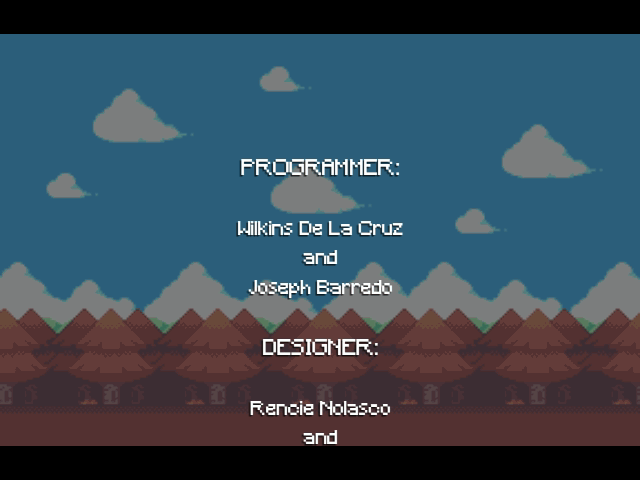 PROGRAMMER:
Wilkins De La Cruz
and
Joseph Barredo
DESIGNER:
Rencie Nolasco
and